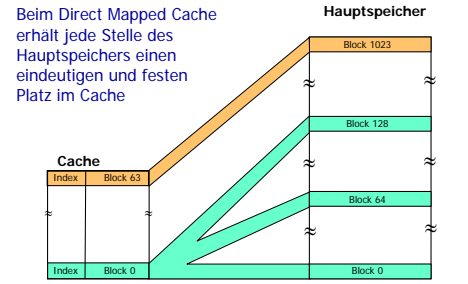 Beim Direct Mapped Cache
erhält jede Stelle des
Hauptspeichers einen
eindeutigen und festen
Platz im Cache
Hauptspeicher
Block 1023
Block 128
Cache
Index Block 63
Block 64
Index Block 0
Block 0